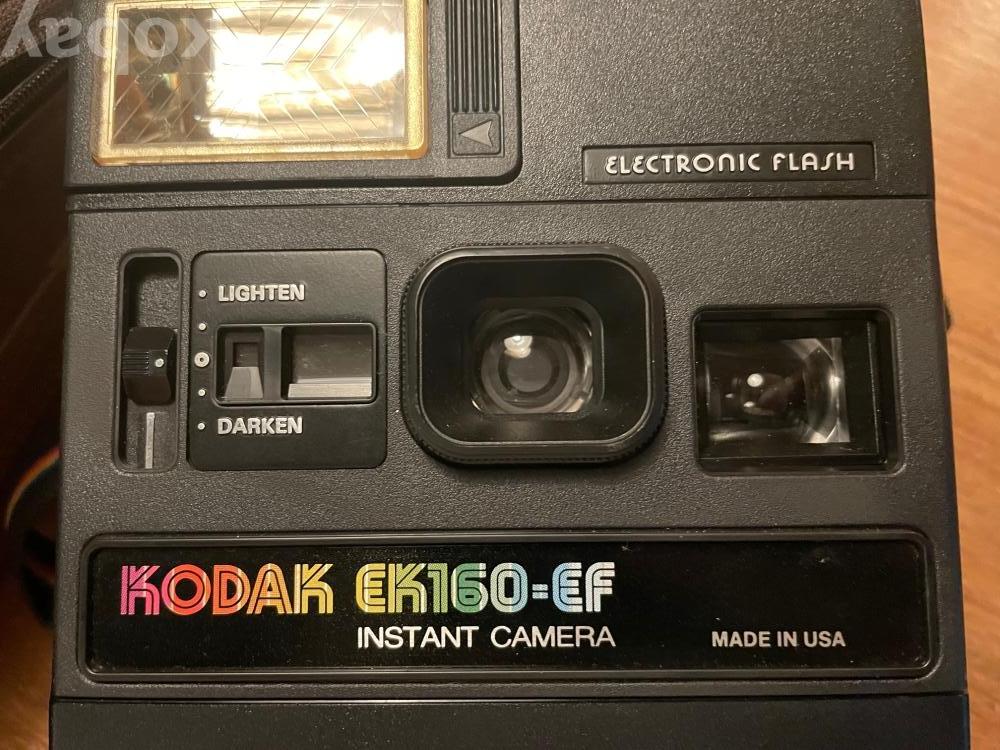 ELECTRONIC FLASH
LIGHTEN
DARKEN
KODAK EK160-EF
INSTANT CAMERA
MADE IN USA